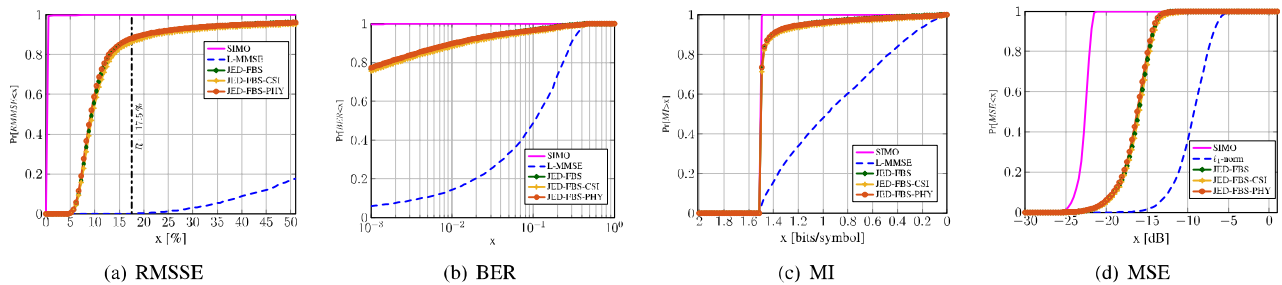 Pr[RMMSE<x]
1
0.8
0.6
0.4
0.2
0
SIMO
L-MMSE
JED-FBS
JED-FBS-CSI
JED-FBS-PHY
0 5 10 15 20 25 30 35 40 45 50
x [%]
(a) RMSSE
Pr[BER<x]
1
0.8
0.6
0.4
0.2
0
SIMO
L-MMSE
JED-FBS
JED-FBS-CSI
JED-FBS-PHY
10−3 10−2 10−1 100
x
(b) BER
Pr[MI>x]
1
0.8
0.6
0.4
0.2
0
SIMO
L-MMSE
JED-FBS
JED-FBS-CSI
JED-FBS-PHY
2 1.8 1.6 1.4 1.2 1 0.8 0.6 0.4 0.2 0
x [bits/symbol]
(c) MI
Pr[MSE<x]
1
0.8
0.6
0.4
0.2
0
SIMO
ℓ1-norm
JED-FBS
JED-FBS-CSI
JED-FBS-PHY
−30 −25 −20 −15 −10 −5 0
x [dB]
(d) MSE